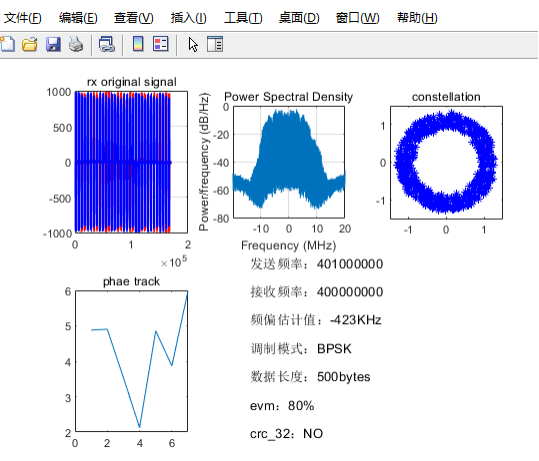 文件(F) 编辑(E) 查看(V) 插入(I) 工具(T) 桌面(D) 窗口(W) 帮助(H)
rx original signal
1000
500
0
-500
-1000
0 1 2
×10^5
Power Spectral Density
Power/frequency (dB/Hz)
0
-20
-40
-60
-80
-10 0 10 20
Frequency (MHz)
constellation
1
0
-1
-1 0 1
phae track
6
5
4
3
2
0 2 4 6
发送频率：401000000
接收频率：400000000
频偏估计值：-423KHz
调制模式：BPSK
数据长度：500bytes
evm：80%
crc_32：NO